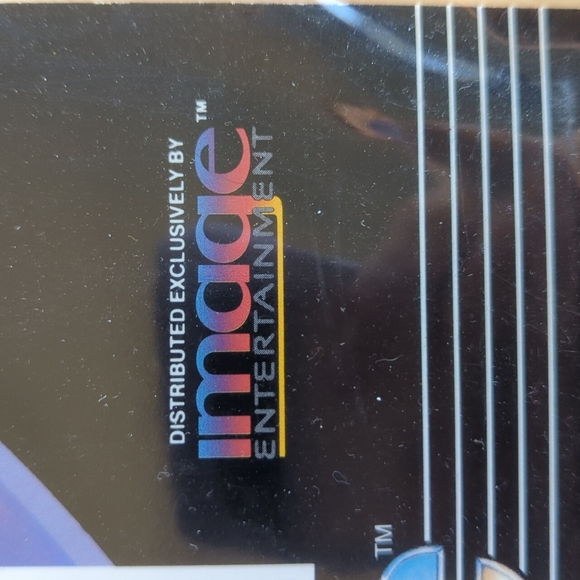 DISTRIBUTED EXCLUSIVELY BY
image™
ENTERTAINMENT
TM